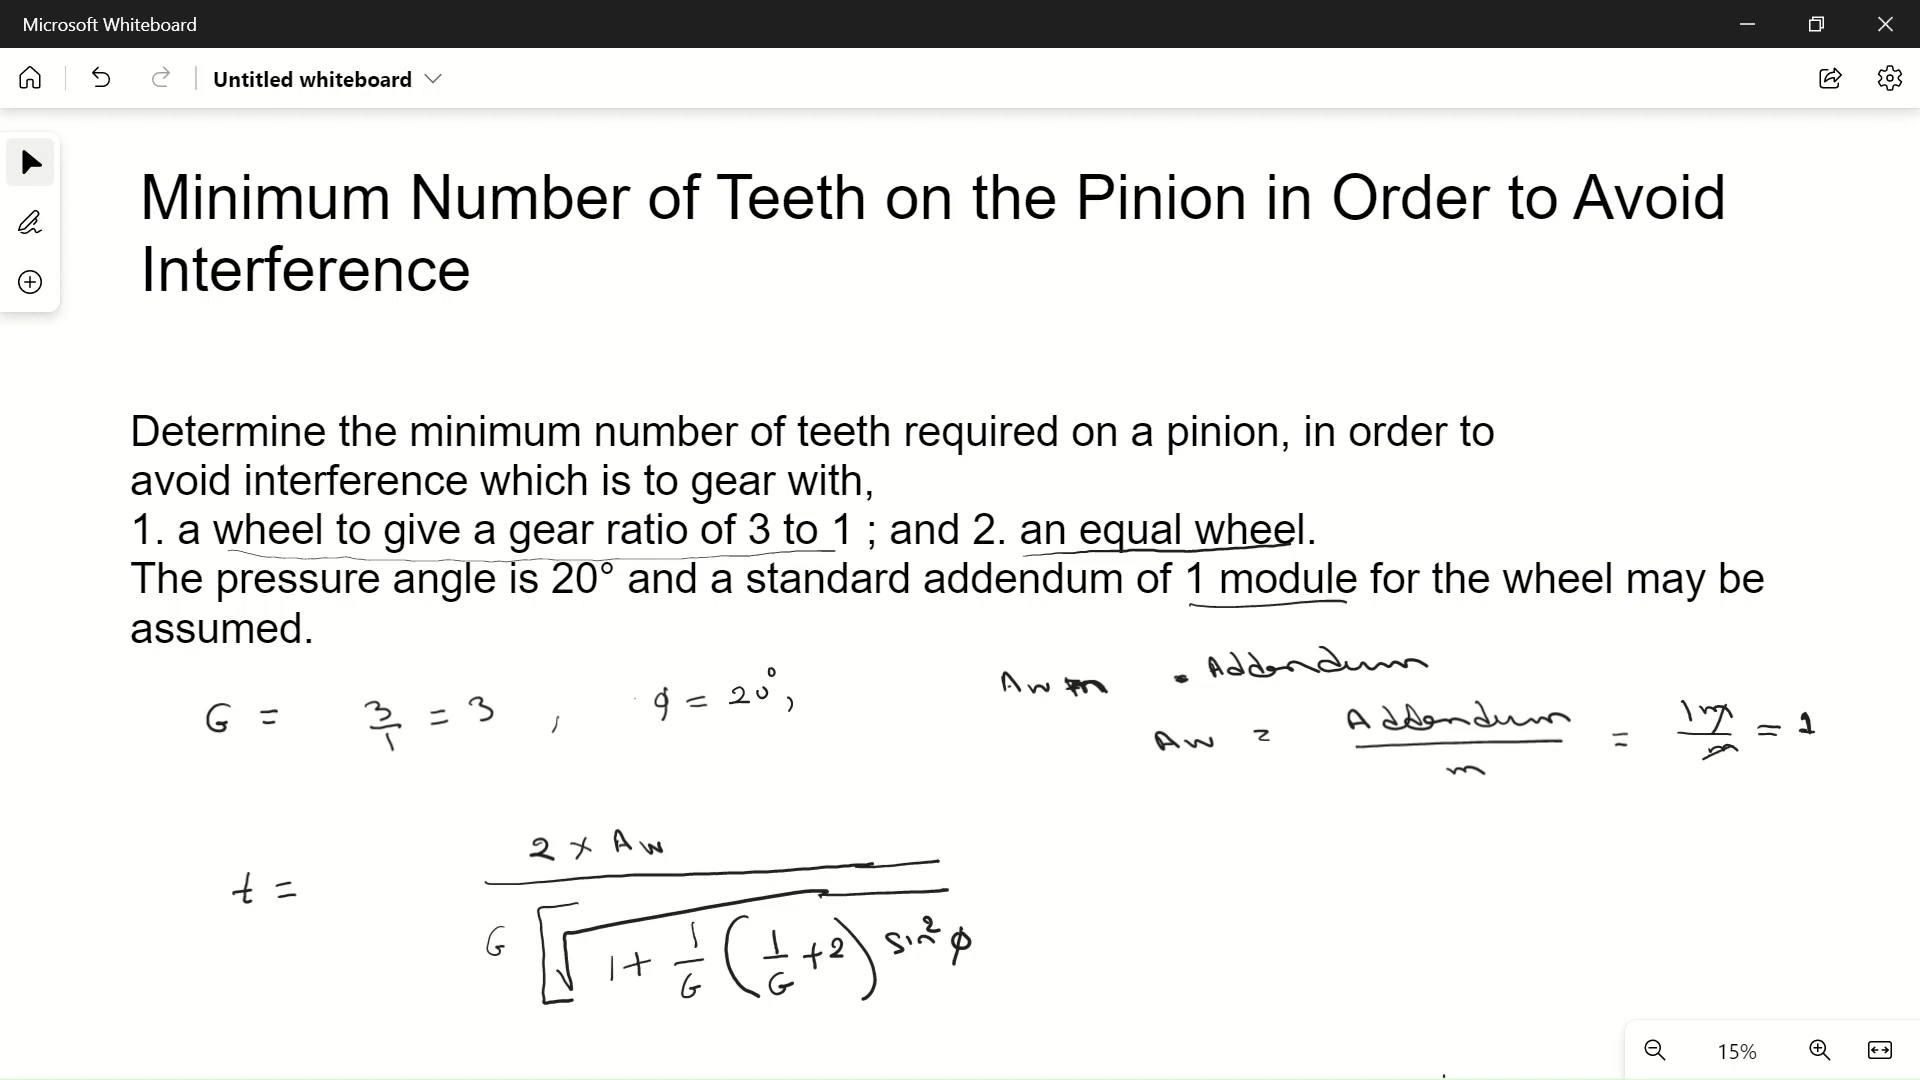 Microsoft Whiteboard
Untitled whiteboard
Minimum Number of Teeth on the Pinion in Order to Avoid
Interference
Determine the minimum number of teeth required on a pinion, in order to
avoid interference which is to gear with,
1. a wheel to give a gear ratio of 3 to 1 ; and 2. an equal wheel.
The pressure angle is 20° and a standard addendum of 1 module for the wheel may be
assumed.
G = 3/1 = 3 , φ = 20°,
Aw m = Addendum
Aw = Addendum/m = 1m/m = 1
t = 2 × Aw
G [√ 1 + 1/G (1/G + 2) sin² φ
15%